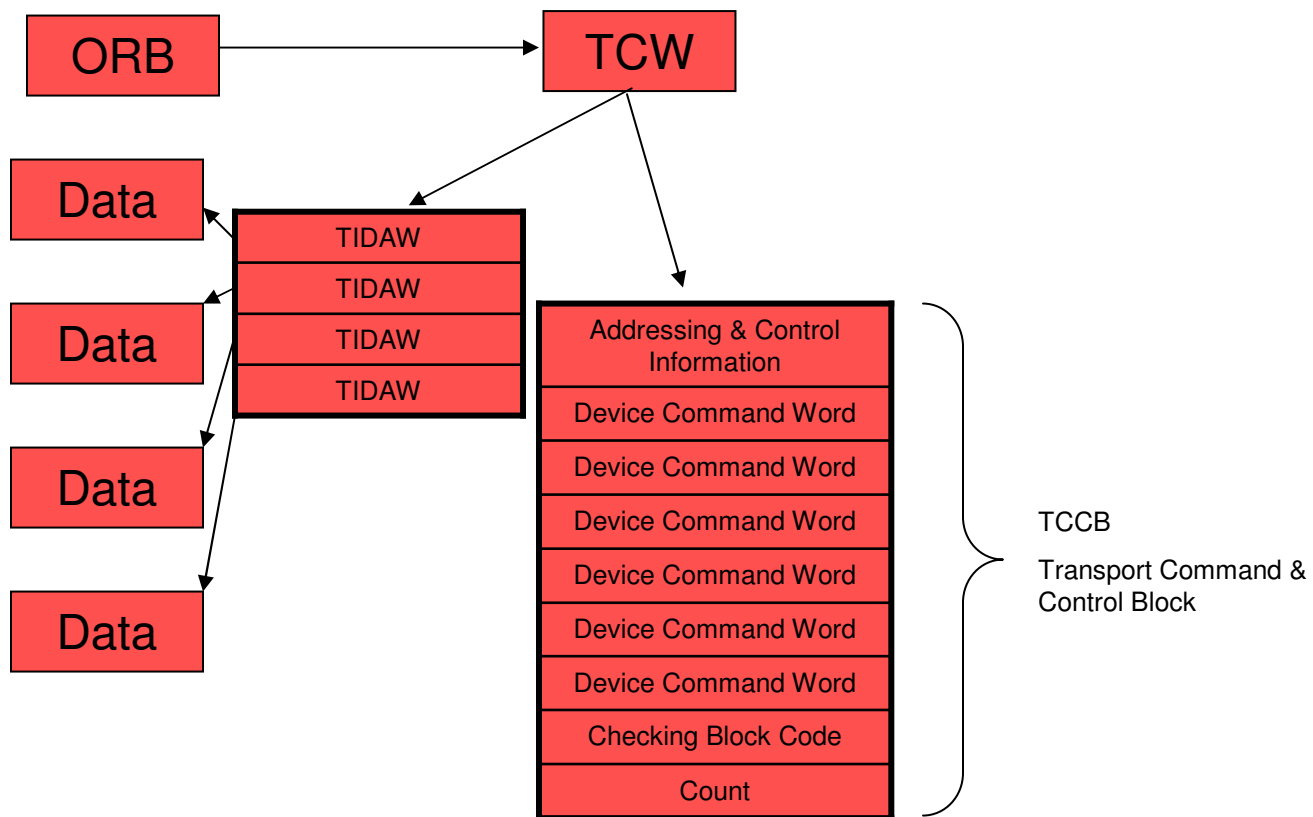 ORB
TCW
Data
Data
Data
Data
TIDAW
TIDAW
TIDAW
TIDAW
Addressing & Control
Information
Device Command Word
Device Command Word
Device Command Word
Device Command Word
Device Command Word
Device Command Word
Checking Block Code
Count
TCCB
Transport Command &
Control Block